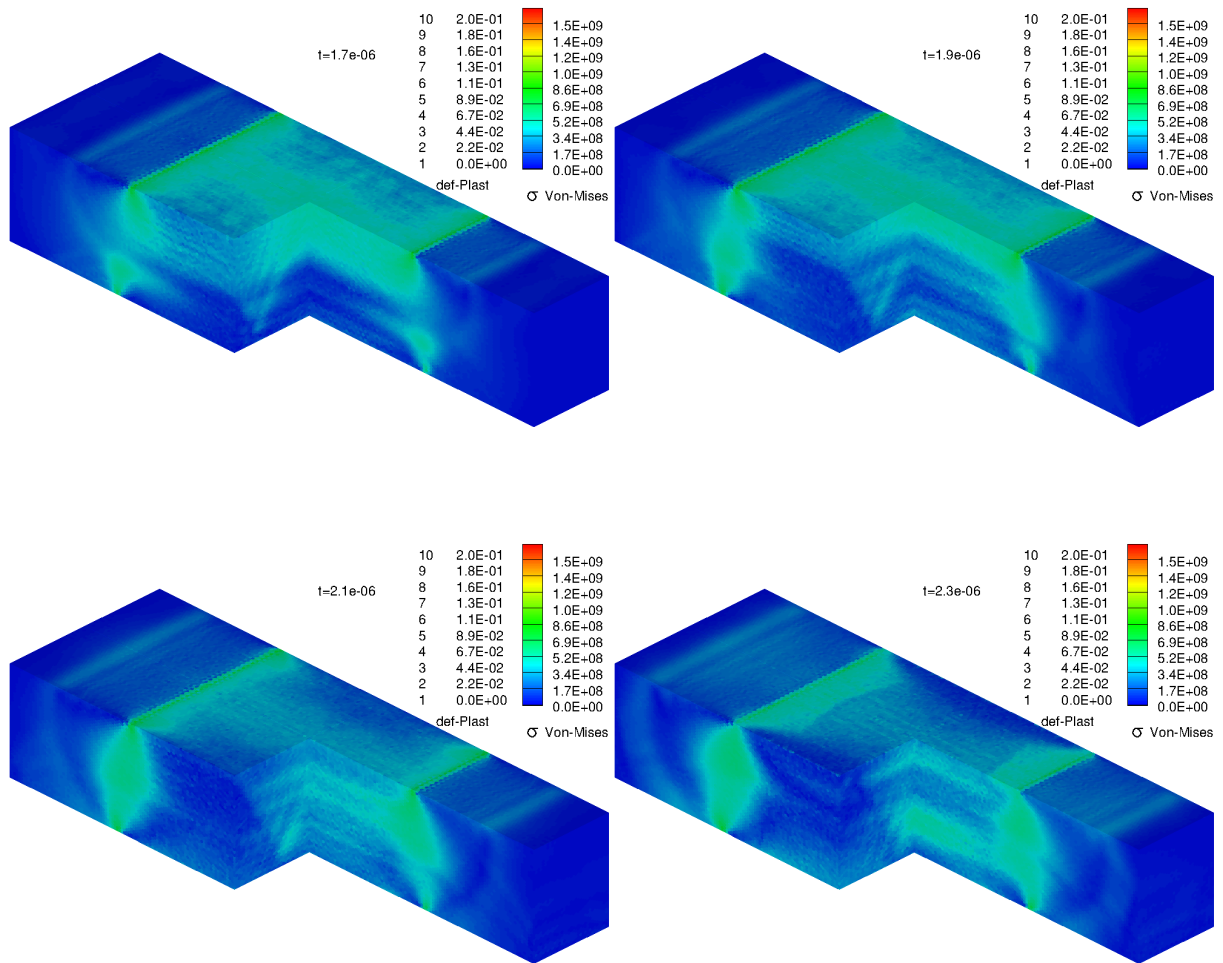 t=1.7e-06
10 2.0E-01
9 1.8E-01
8 1.6E-01
7 1.3E-01
6 1.1E-01
5 8.9E-02
4 6.7E-02
3 4.4E-02
2 2.2E-02
1 0.0E+00
def-Plast
1.5E+09
1.4E+09
1.2E+09
1.0E+09
8.6E+08
6.9E+08
5.2E+08
3.4E+08
1.7E+08
0.0E+00
σ Von-Mises
t=1.9e-06
10 2.0E-01
9 1.8E-01
8 1.6E-01
7 1.3E-01
6 1.1E-01
5 8.9E-02
4 6.7E-02
3 4.4E-02
2 2.2E-02
1 0.0E+00
def-Plast
1.5E+09
1.4E+09
1.2E+09
1.0E+09
8.6E+08
6.9E+08
5.2E+08
3.4E+08
1.7E+08
0.0E+00
σ Von-Mises
t=2.1e-06
10 2.0E-01
9 1.8E-01
8 1.6E-01
7 1.3E-01
6 1.1E-01
5 8.9E-02
4 6.7E-02
3 4.4E-02
2 2.2E-02
1 0.0E+00
def-Plast
1.5E+09
1.4E+09
1.2E+09
1.0E+09
8.6E+08
6.9E+08
5.2E+08
3.4E+08
1.7E+08
0.0E+00
σ Von-Mises
t=2.3e-06
10 2.0E-01
9 1.8E-01
8 1.6E-01
7 1.3E-01
6 1.1E-01
5 8.9E-02
4 6.7E-02
3 4.4E-02
2 2.2E-02
1 0.0E+00
def-Plast
1.5E+09
1.4E+09
1.2E+09
1.0E+09
8.6E+08
6.9E+08
5.2E+08
3.4E+08
1.7E+08
0.0E+00
σ Von-Mises